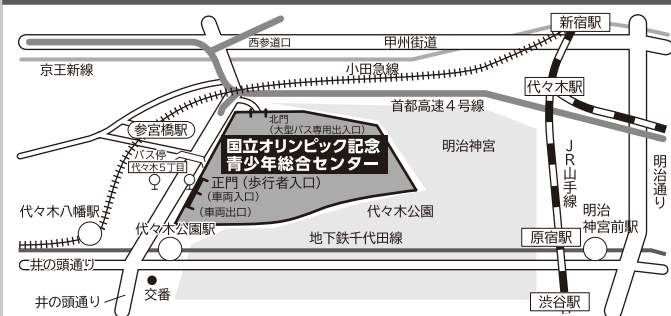 新宿駅
西参道口
甲州街道
京王新線
小田急線
代々木駅
首都高速4号線
参宮橋駅
北門
(大型バス専用出入口)
国立オリンピック記念
青少年総合センター
明治神宮
バス停
代々木5丁目
正門(歩行者入口)
(車両入口)
(車両出口)
JR山手線
明治通り
代々木八幡駅
代々木公園
明治
神宮前駅
代々木公園駅
地下鉄千代田線
原宿駅
井の頭通り
井の頭通り
交番
渋谷駅